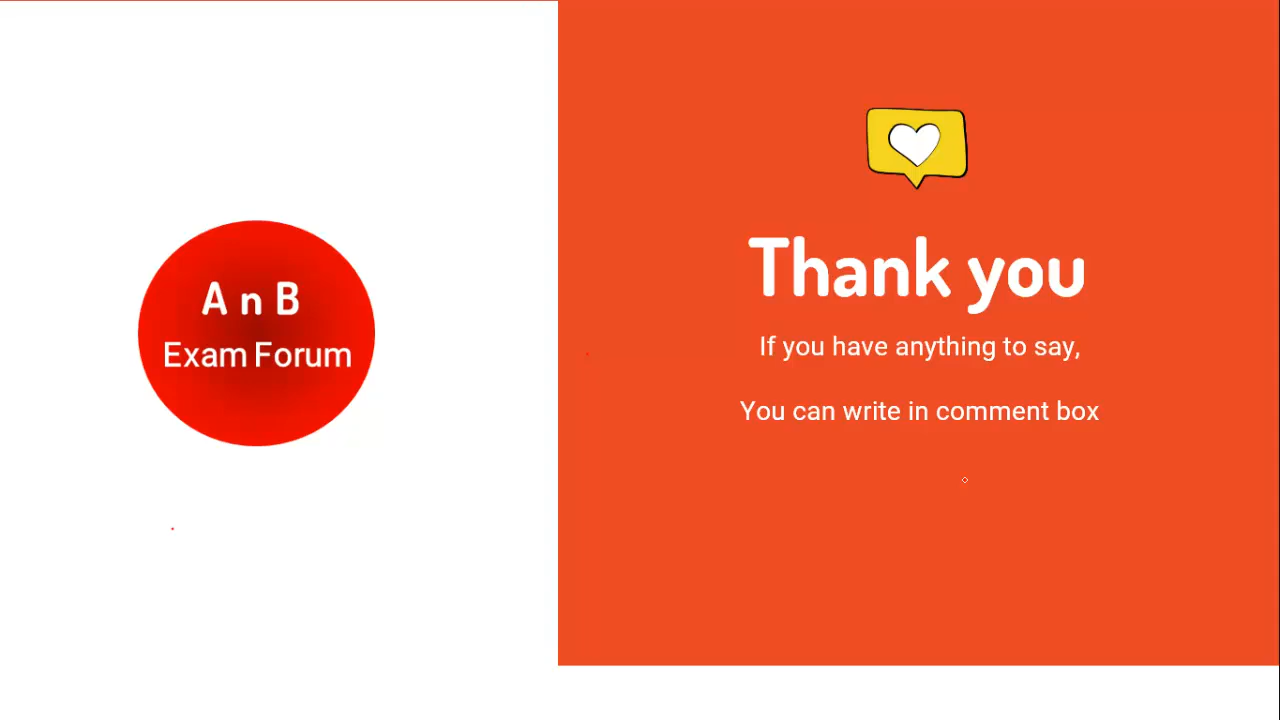 A n B
Exam Forum
Thank you
If you have anything to say,
You can write in comment box